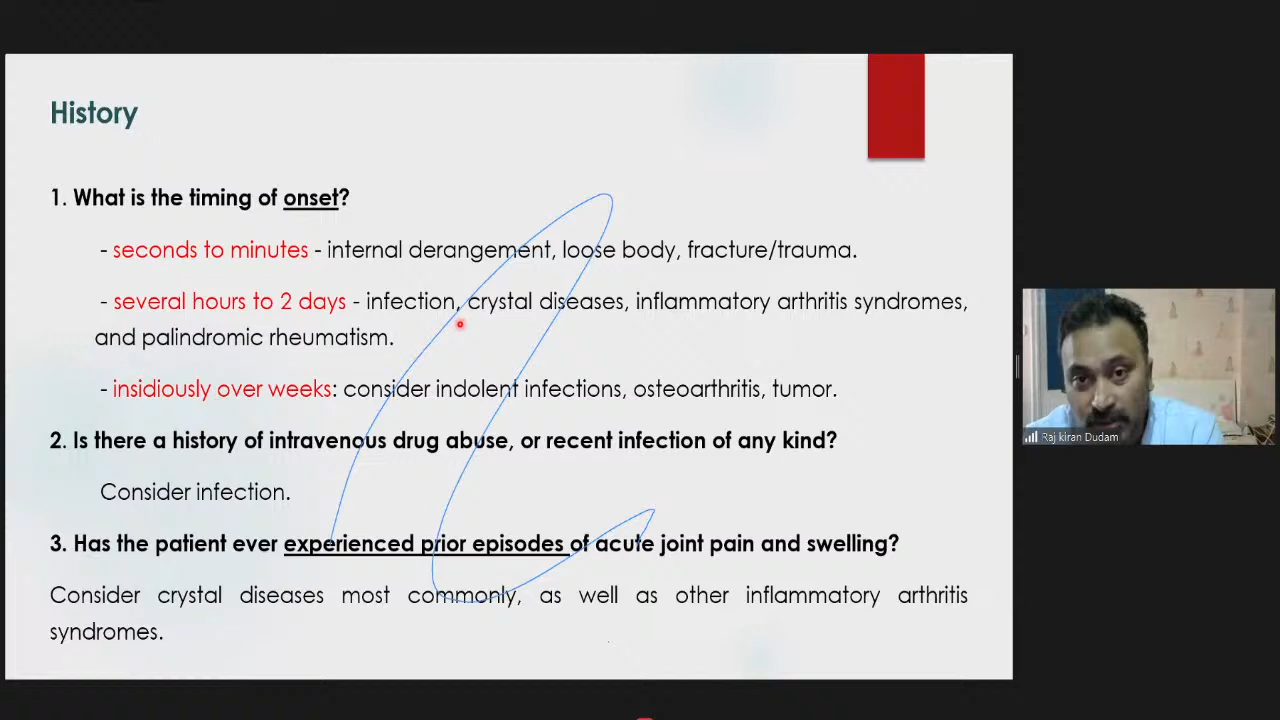 History
1. What is the timing of onset?
- seconds to minutes - internal derangement, loose body, fracture/trauma.
- several hours to 2 days - infection, crystal diseases, inflammatory arthritis syndromes,
and palindromic rheumatism.
- insidiously over weeks: consider indolent infections, osteoarthritis, tumor.
2. Is there a history of intravenous drug abuse, or recent infection of any kind?
Consider infection.
3. Has the patient ever experienced prior episodes of acute joint pain and swelling?
Consider crystal diseases most commonly, as well as other inflammatory arthritis
syndromes.
Raj kiran Dudam